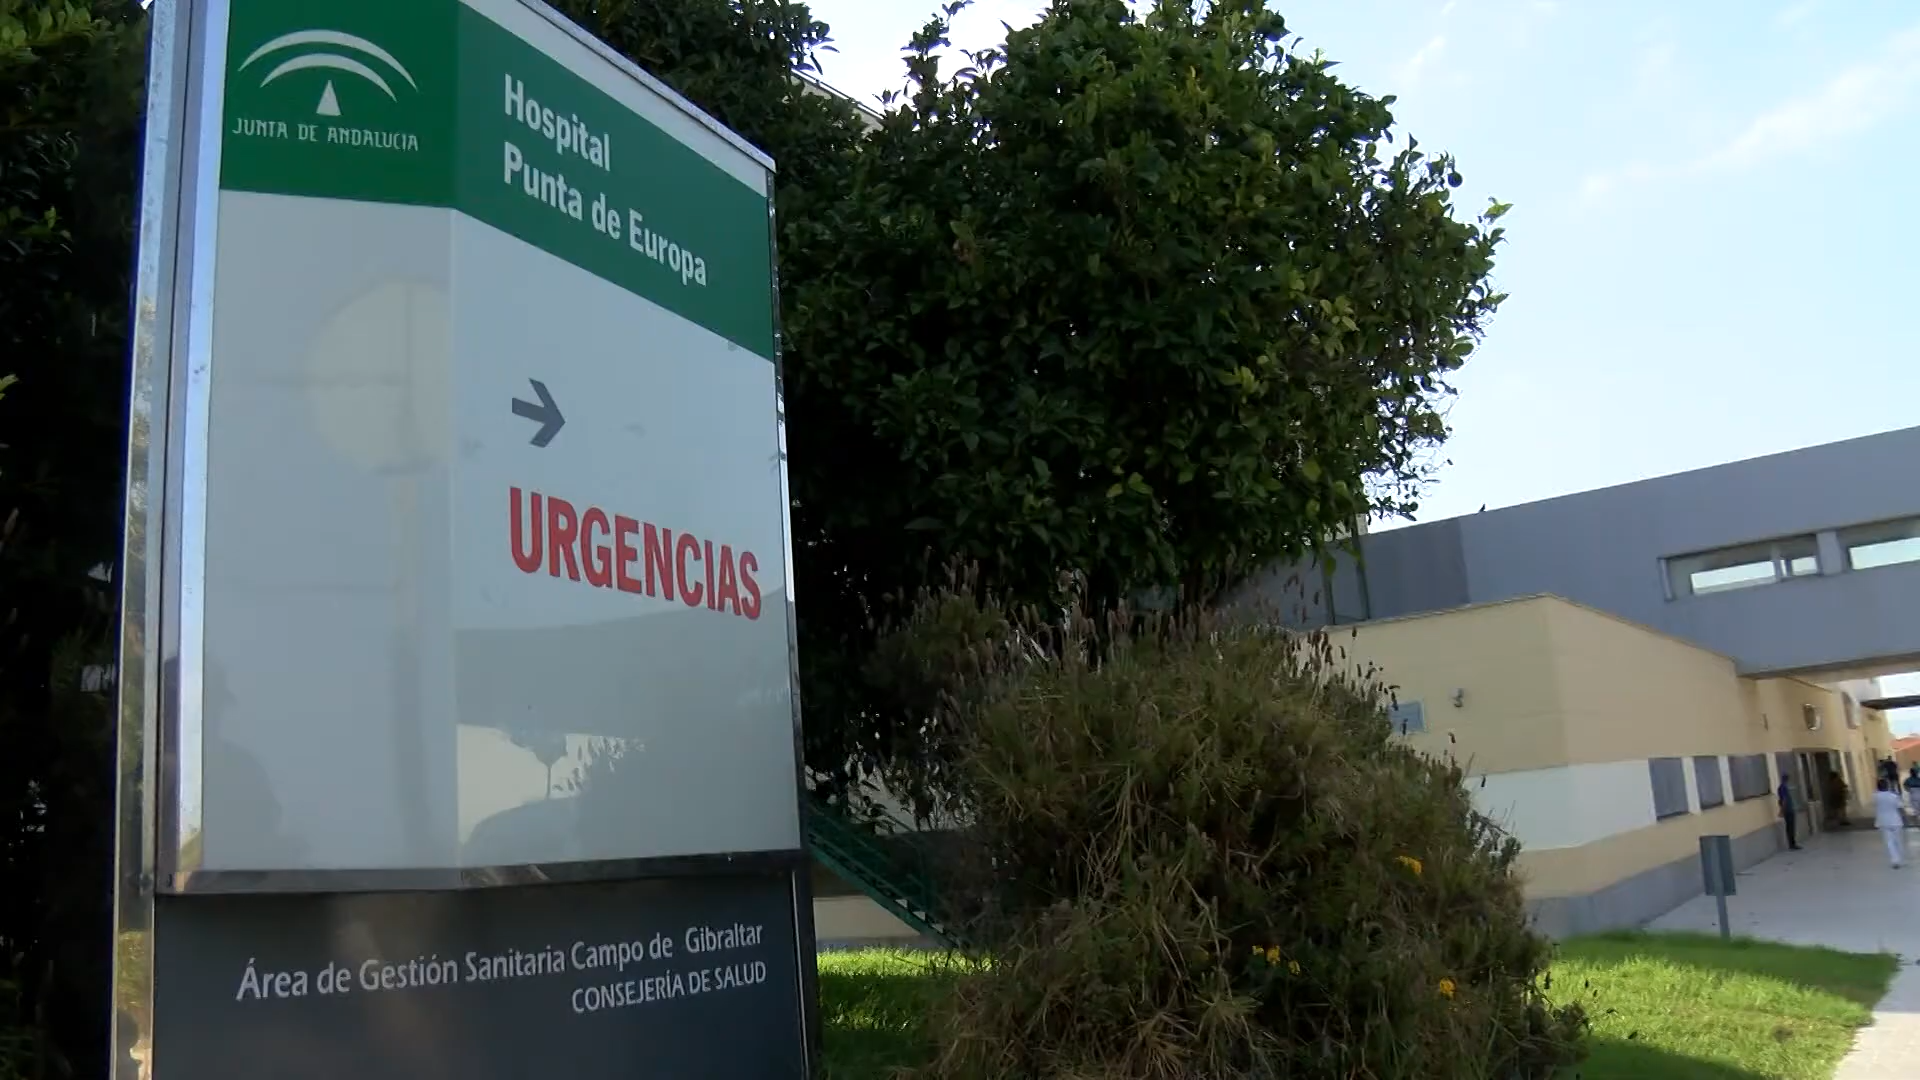 JUNTA DE ANDALUCIA
Hospital
Punta de Europa
URGENCIAS
Área de Gestión Sanitaria Campo de Gibraltar
CONSEJERÍA DE SALUD